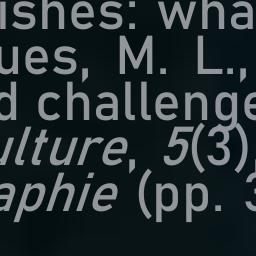 ishes: wha
ues, M. L.,
d challenge
ulture, 5(3),
aphie (pp. 3